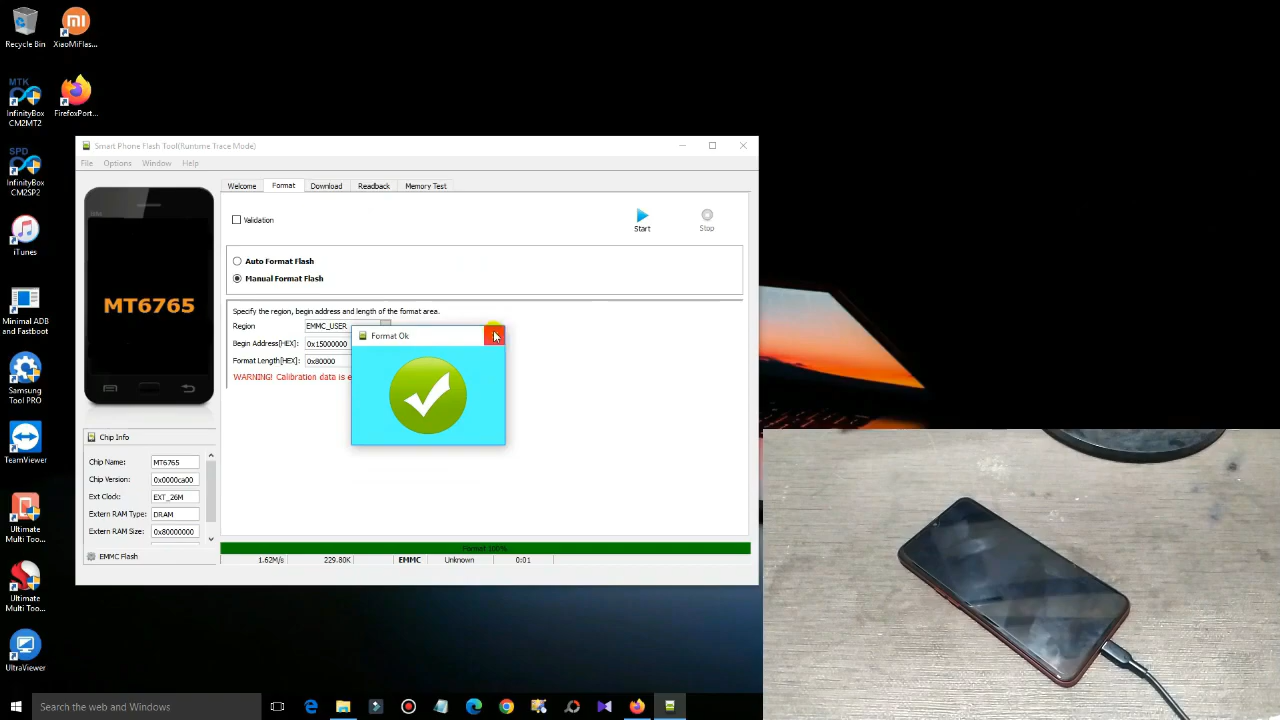 Recycle Bin
XiaoMiFlas...
MTK
InfinityBox
CM2MT2
FirefoxPort...
SPD
InfinityBox
CM2SP2
iTunes
Minimal ADB
and Fastboot
Samsung
Tool PRO
TeamViewer
Ultimate
Multi Too...
Ultimate
Multi Too...
UltraViewer
Smart Phone Flash Tool(Runtime Trace Mode)
File Options Window Help
MT6765
Chip Info
Chip Name: MT6765
Chip Version: 0x0000ca00
Ext Clock: EXT_26M
Extern RAM Type: DRAM
Extern RAM Size: 0x80000000
EMMC Flash
Welcome Format Download Readback Memory Test
Validation
Start Stop
Auto Format Flash
Manual Format Flash
Specify the region, begin address and length of the format area.
Region EMMC_USER
Begin Address[HEX]: 0x15000000
Format Length[HEX]: 0x80000
WARNING! Calibration data is e
Format Ok
Format 100%
1.62M/s 229.80K EMMC Unknown 0:01
Search the web and Windows